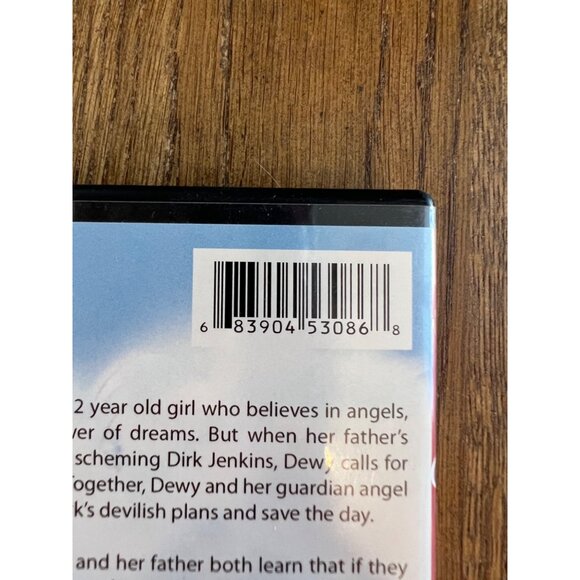 6 83904 53086 8
2 year old girl who believes in angels,
ver of dreams. But when her father's
scheming Dirk Jenkins, Dewy calls for
Together, Dewy and her guardian angel
k's devilish plans and save the day.
and her father both learn that if they